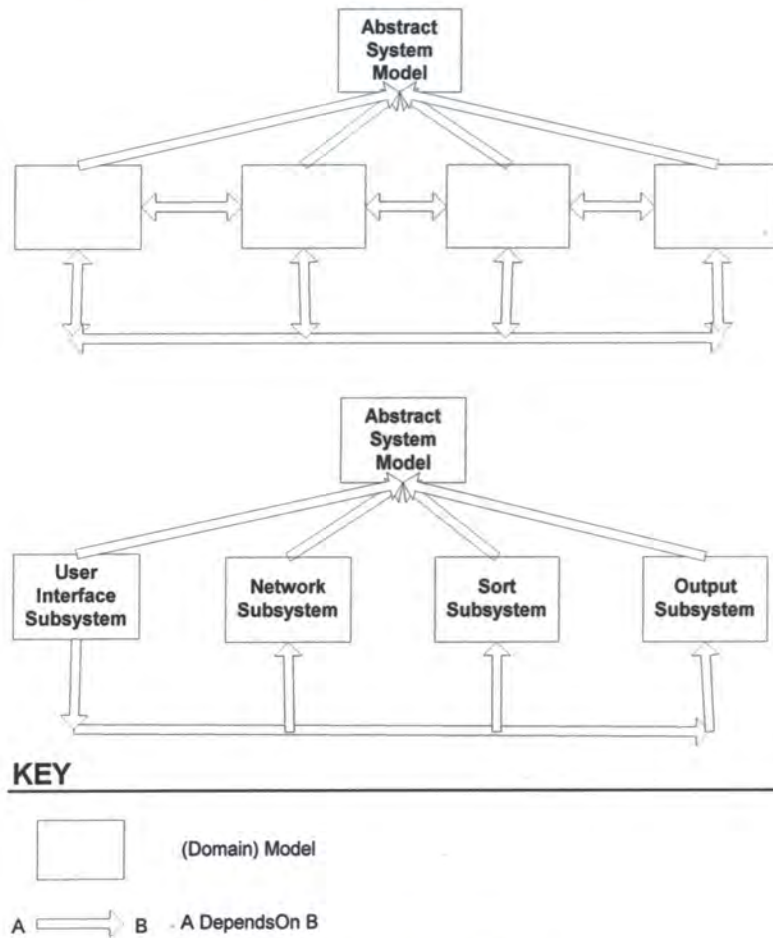 Abstract
System
Model
Abstract
System
Model
User
Interface
Subsystem
Network
Subsystem
Sort
Subsystem
Output
Subsystem
KEY
(Domain) Model
A B A DependsOn B